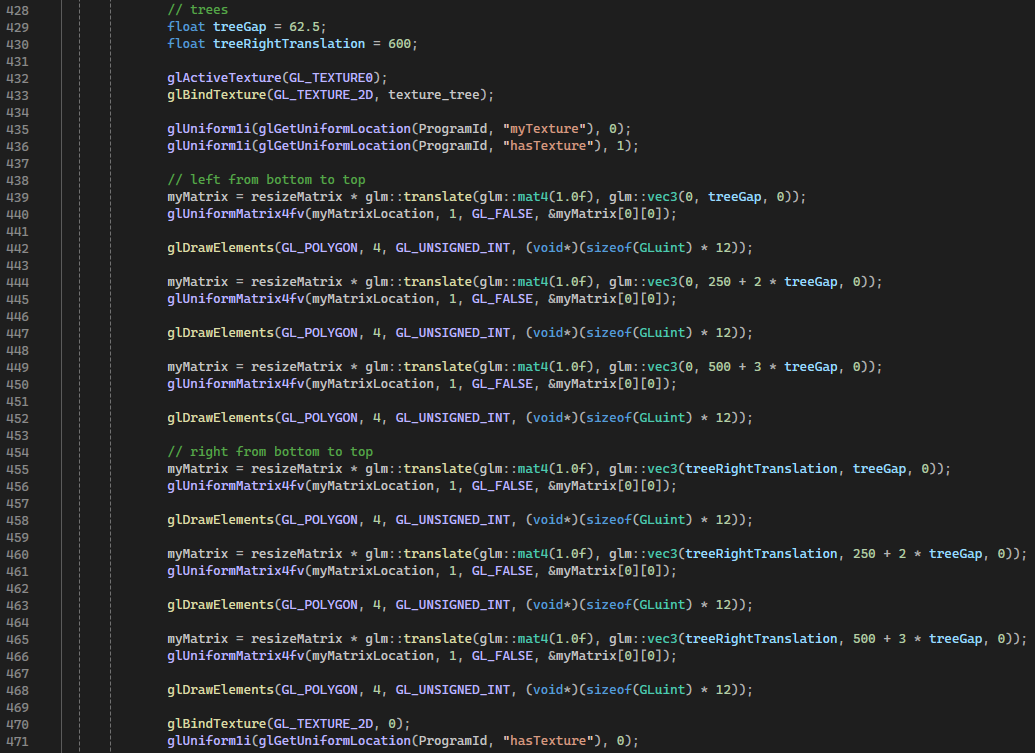 428 // trees
429 float treeGap = 62.5;
430 float treeRightTranslation = 600;
431
432 glActiveTexture(GL_TEXTURE0);
433 glBindTexture(GL_TEXTURE_2D, texture_tree);
434
435 glUniform1i(glGetUniformLocation(ProgramId, "myTexture"), 0);
436 glUniform1i(glGetUniformLocation(ProgramId, "hasTexture"), 1);
437
438 // left from bottom to top
439 myMatrix = resizeMatrix * glm::translate(glm::mat4(1.0f), glm::vec3(0, treeGap, 0));
440 glUniformMatrix4fv(myMatrixLocation, 1, GL_FALSE, &myMatrix[0][0]);
441
442 glDrawElements(GL_POLYGON, 4, GL_UNSIGNED_INT, (void*)(sizeof(GLuint) * 12));
443
444 myMatrix = resizeMatrix * glm::translate(glm::mat4(1.0f), glm::vec3(0, 250 + 2 * treeGap, 0));
445 glUniformMatrix4fv(myMatrixLocation, 1, GL_FALSE, &myMatrix[0][0]);
446
447 glDrawElements(GL_POLYGON, 4, GL_UNSIGNED_INT, (void*)(sizeof(GLuint) * 12));
448
449 myMatrix = resizeMatrix * glm::translate(glm::mat4(1.0f), glm::vec3(0, 500 + 3 * treeGap, 0));
450 glUniformMatrix4fv(myMatrixLocation, 1, GL_FALSE, &myMatrix[0][0]);
451
452 glDrawElements(GL_POLYGON, 4, GL_UNSIGNED_INT, (void*)(sizeof(GLuint) * 12));
453
454 // right from bottom to top
455 myMatrix = resizeMatrix * glm::translate(glm::mat4(1.0f), glm::vec3(treeRightTranslation, treeGap, 0));
456 glUniformMatrix4fv(myMatrixLocation, 1, GL_FALSE, &myMatrix[0][0]);
457
458 glDrawElements(GL_POLYGON, 4, GL_UNSIGNED_INT, (void*)(sizeof(GLuint) * 12));
459
460 myMatrix = resizeMatrix * glm::translate(glm::mat4(1.0f), glm::vec3(treeRightTranslation, 250 + 2 * treeGap, 0));
461 glUniformMatrix4fv(myMatrixLocation, 1, GL_FALSE, &myMatrix[0][0]);
462
463 glDrawElements(GL_POLYGON, 4, GL_UNSIGNED_INT, (void*)(sizeof(GLuint) * 12));
464
465 myMatrix = resizeMatrix * glm::translate(glm::mat4(1.0f), glm::vec3(treeRightTranslation, 500 + 3 * treeGap, 0));
466 glUniformMatrix4fv(myMatrixLocation, 1, GL_FALSE, &myMatrix[0][0]);
467
468 glDrawElements(GL_POLYGON, 4, GL_UNSIGNED_INT, (void*)(sizeof(GLuint) * 12));
469
470 glBindTexture(GL_TEXTURE_2D, 0);
471 glUniform1i(glGetUniformLocation(ProgramId, "hasTexture"), 0);